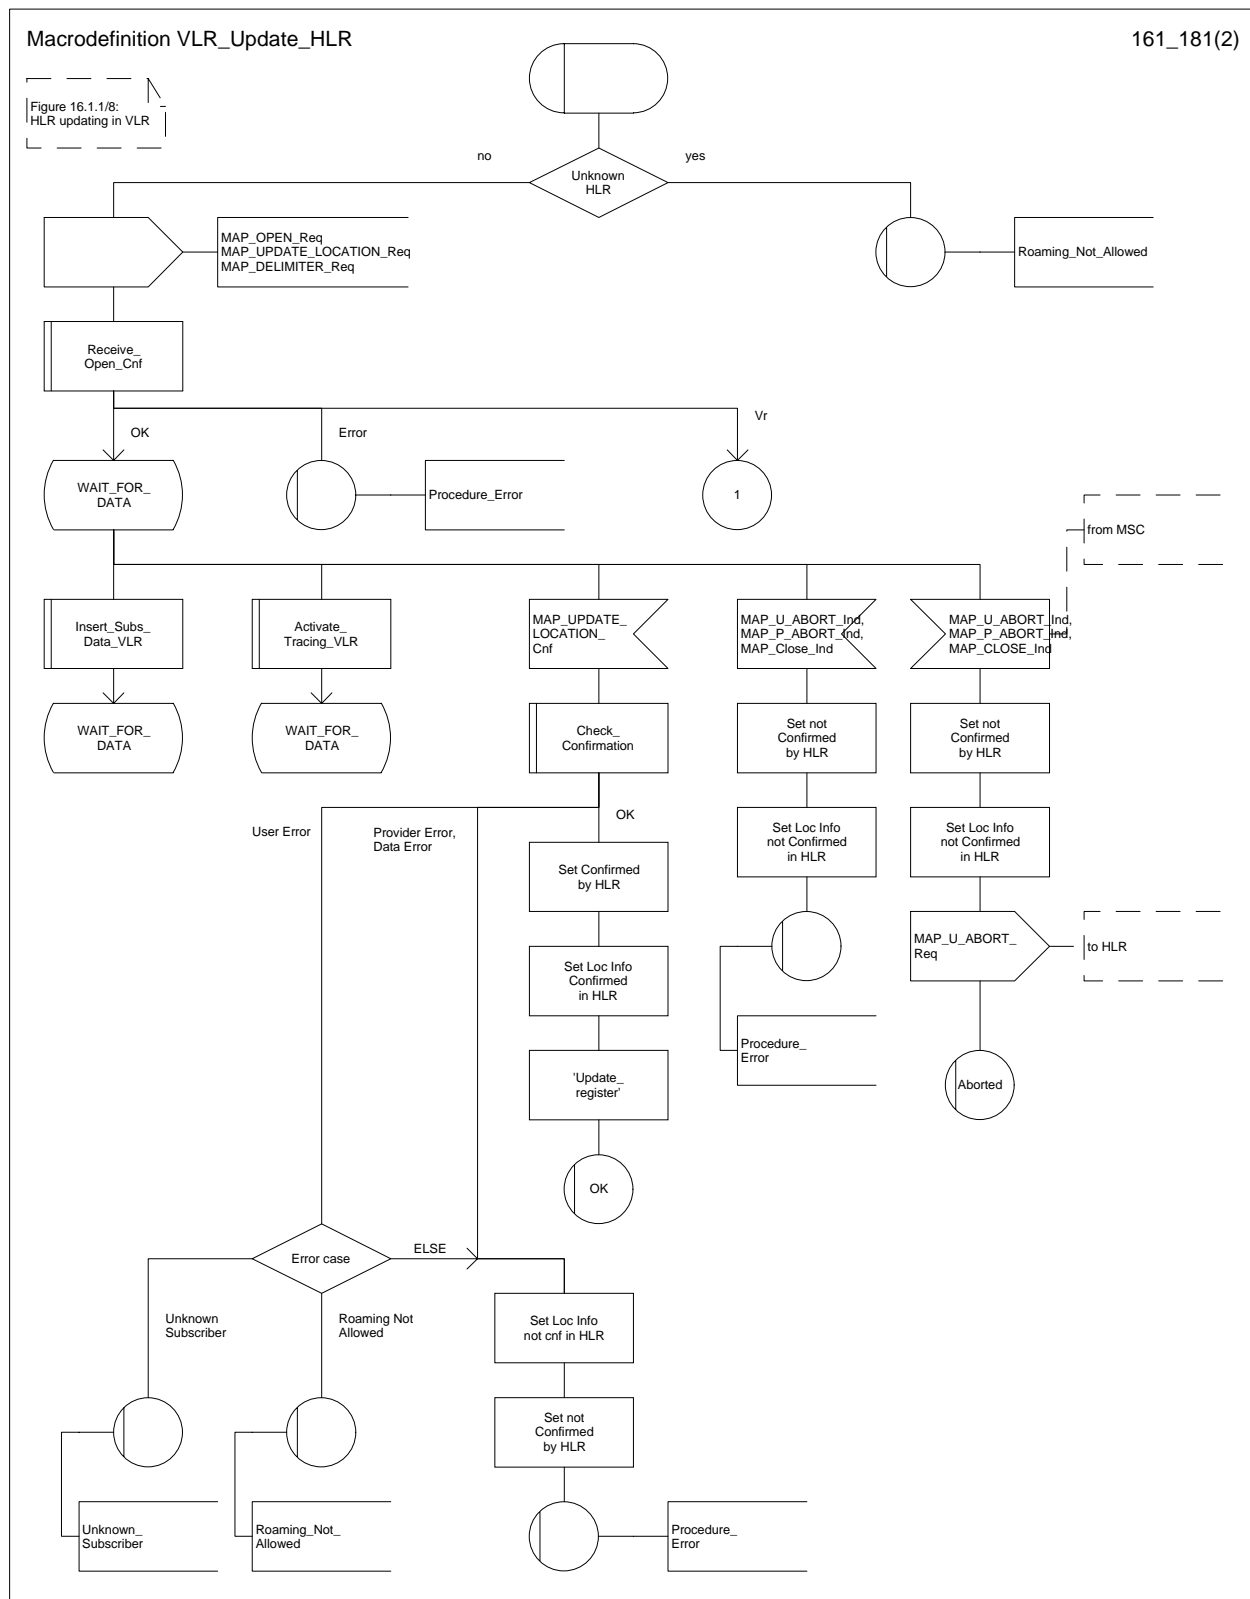 Macrodefinition VLR_Update_HLR
161_181(2)
Figure 16.1.1/8:
HLR updating in VLR
no
yes
Unknown
HLR
MAP_OPEN_Req
MAP_UPDATE_LOCATION_Req
MAP_DELIMITER_Req
Roaming_Not_Allowed
Receive_
Open_Cnf
OK
Error
Vr
WAIT_FOR_
DATA
Procedure_Error
1
from MSC
Insert_Subs_
Data_VLR
Activate_
Tracing_VLR
MAP_UPDATE_
LOCATION_
Cnf
MAP_U_ABORT_Ind,
MAP_P_ABORT_Ind,
MAP_Close_Ind
MAP_U_ABORT_Ind,
MAP_P_ABORT_Ind,
MAP_CLOSE_Ind
WAIT_FOR_
DATA
WAIT_FOR_
DATA
Check_
Confirmation
Set not
Confirmed
by HLR
Set not
Confirmed
by HLR
User Error
Provider Error,
Data Error
OK
Set Confirmed
by HLR
Set Loc Info
not Confirmed
in HLR
Set Loc Info
not Confirmed
in HLR
Set Loc Info
Confirmed
in HLR
MAP_U_ABORT_
Req
to HLR
'Update_
register'
Procedure_
Error
Aborted
OK
Error case
ELSE
Unknown
Subscriber
Roaming Not
Allowed
Set Loc Info
not cnf in HLR
Set not
Confirmed
by HLR
Unknown_
Subscriber
Roaming_Not_
Allowed
Procedure_
Error